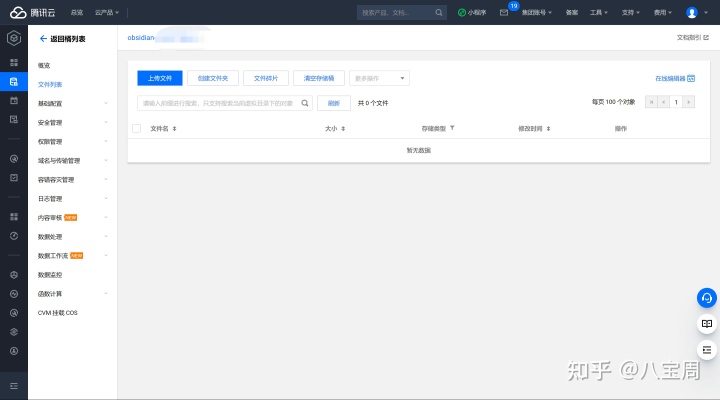 腾讯云 总览 云产品 搜索产品、文档... 小程序 19 集团账号 备案 工具 支持 费用
返回桶列表 obsidian- 文档指引
概览
文件列表
基础配置
安全管理
权限管理
域名与传输管理
容错容灾管理
日志管理
内容审核 NEW
数据处理
数据工作流 NEW
数据监控
函数计算
CVM 挂载 COS
上传文件 创建文件夹 文件碎片 清空存储桶 更多操作 在线编辑器
请输入前缀进行搜索，只支持搜索当前虚拟目录下的对象 刷新 共 0 个文件 每页 100 个对象 1
文件名 大小 存储类型 修改时间 操作
暂无数据
知乎 @八宝周